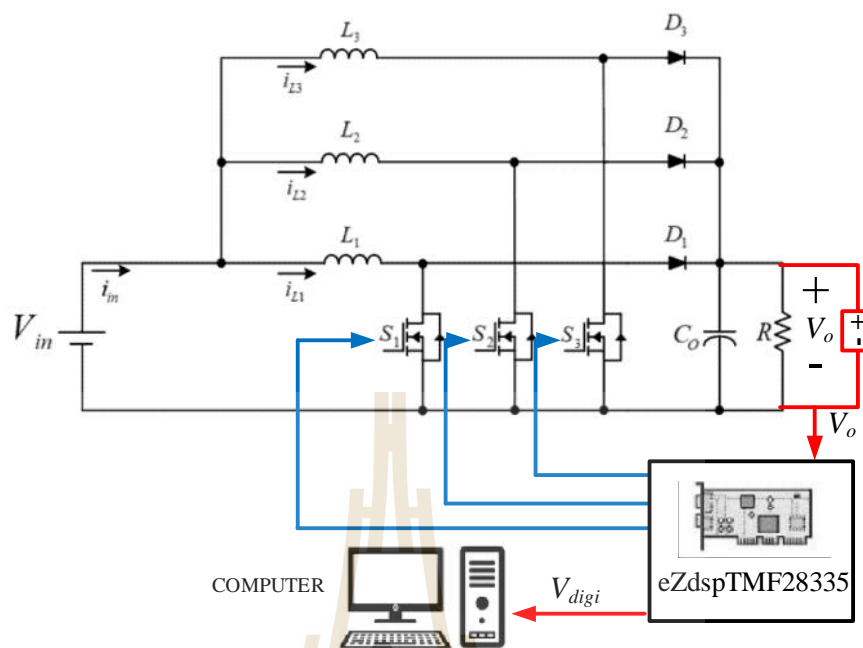 L3 D3
iL3
L2 D2
iL2
L1 D1
iin iL1
+
Vin S1 S2 S3 CO R Vo + -
-
Vo
eZdspTMF28335
COMPUTER Vdigi